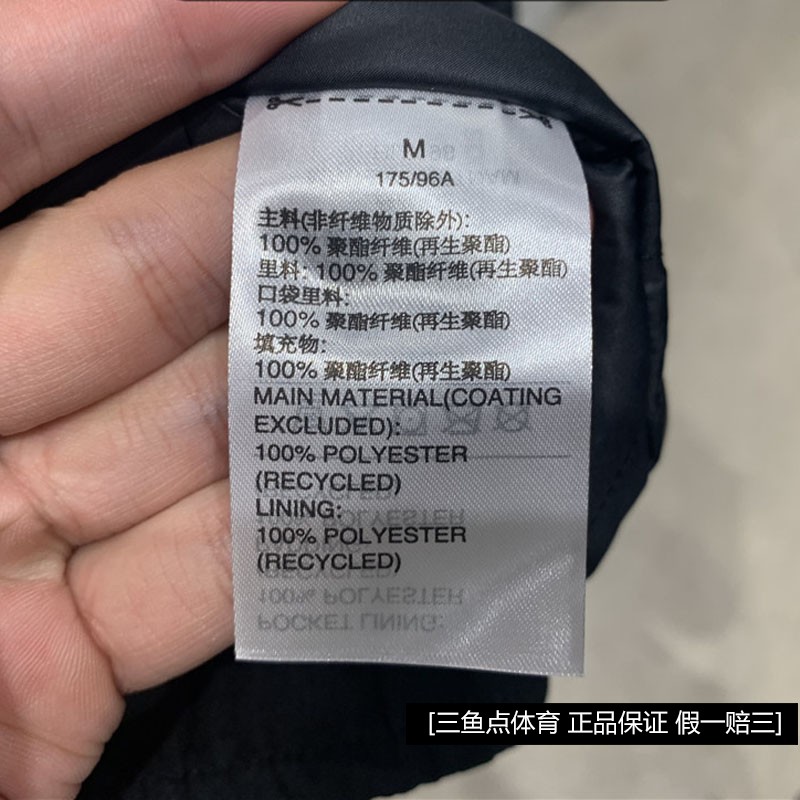 M
175/96A
主料(非纤维物质除外):
100% 聚酯纤维(再生聚酯)
里料: 100% 聚酯纤维(再生聚酯)
口袋里料:
100% 聚酯纤维(再生聚酯)
填充物:
100% 聚酯纤维(再生聚酯)
MAIN MATERIAL(COATING
EXCLUDED):
100% POLYESTER
(RECYCLED)
LINING:
100% POLYESTER
(RECYCLED)
100% POLYESTER
POCKET LINING:
[三鱼点体育 正品保证 假一赔三]